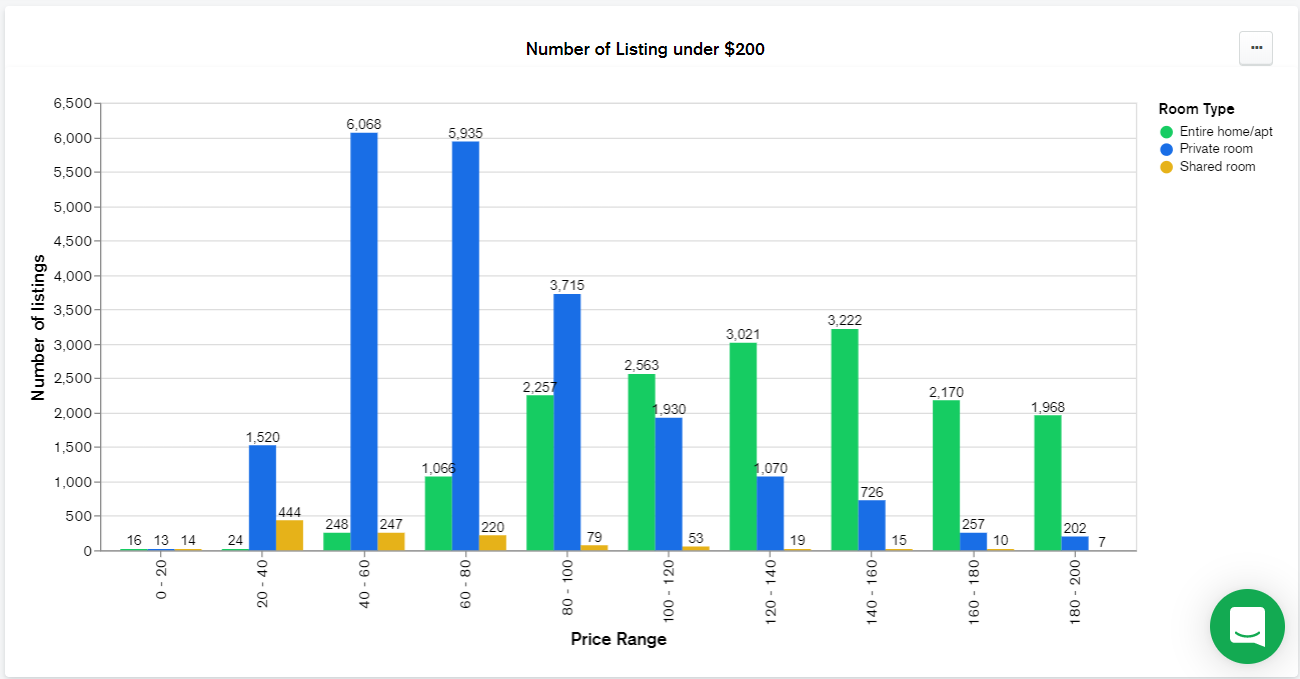 Number of Listing under $200
...
Number of listings
6,500
6,000
5,500
5,000
4,500
4,000
3,500
3,000
2,500
2,000
1,500
1,000
500
0
16 13 14
24 1,520 444
248 6,068 247
1,066 5,935 220
2,257 3,715 79
2,563 1,930 53
3,021 1,070 19
3,222 726 15
2,170 257 10
1,968 202 7
0 - 20
20 - 40
40 - 60
60 - 80
80 - 100
100 - 120
120 - 140
140 - 160
160 - 180
180 - 200
Price Range
Room Type
Entire home/apt
Private room
Shared room